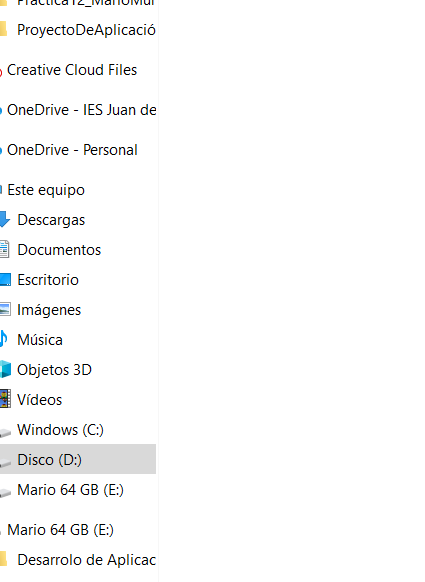 Practica12_MarioMur
ProyectoDeAplicació
Creative Cloud Files
OneDrive - IES Juan de
OneDrive - Personal
Este equipo
Descargas
Documentos
Escritorio
Imágenes
Música
Objetos 3D
Vídeos
Windows (C:)
Disco (D:)
Mario 64 GB (E:)
Mario 64 GB (E:)
Desarrolo de Aplicac